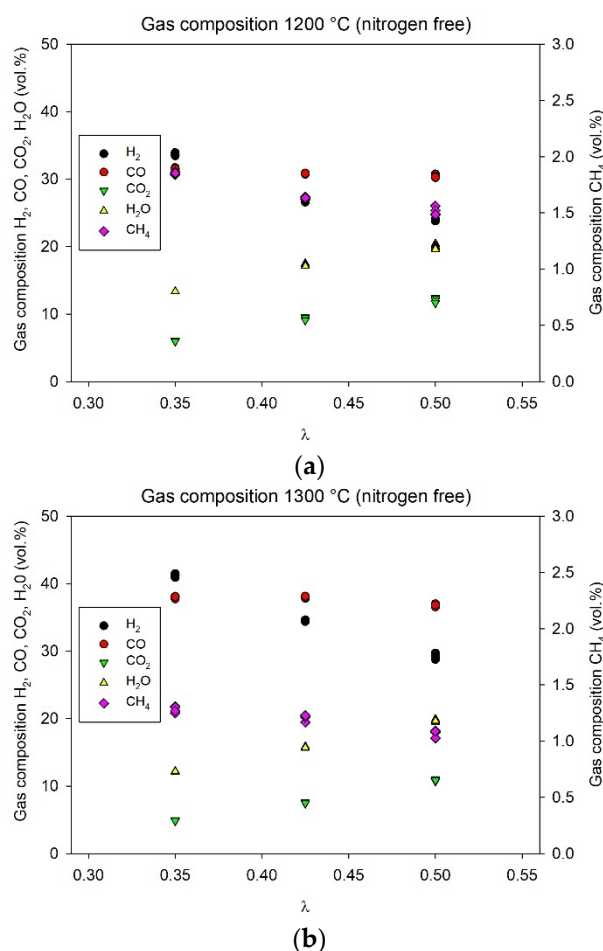 Gas composition 1200 °C (nitrogen free)
Gas composition H₂, CO, CO₂, H₂O (vol.%)
50
40
30
20
10
0
H₂
CO
CO₂
H₂O
CH₄
3.0
2.5
2.0
1.5
1.0
0.5
0.0
Gas composition CH₄ (vol.%)
0.30 0.35 0.40 0.45 0.50 0.55
λ
(a)
Gas composition 1300 °C (nitrogen free)
Gas composition H₂, CO, CO₂, H₂0 (vol.%)
50
40
30
20
10
0
H₂
CO
CO₂
H₂O
CH₄
3.0
2.5
2.0
1.5
1.0
0.5
0.0
Gas composition CH₄ (vol.%)
0.30 0.35 0.40 0.45 0.50 0.55
λ
(b)